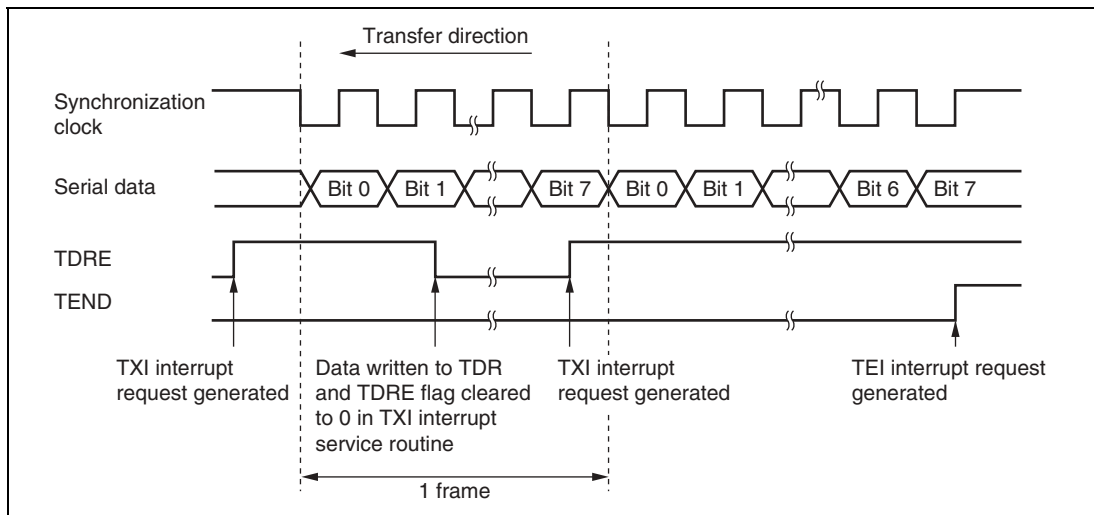 Transfer direction
Synchronization
clock
Serial data
Bit 0
Bit 1
Bit 7
Bit 0
Bit 1
Bit 6
Bit 7
TDRE
TEND
TXI interrupt
request generated
Data written to TDR
and TDRE flag cleared
to 0 in TXI interrupt
service routine
TXI interrupt
request generated
TEI interrupt request
generated
1 frame